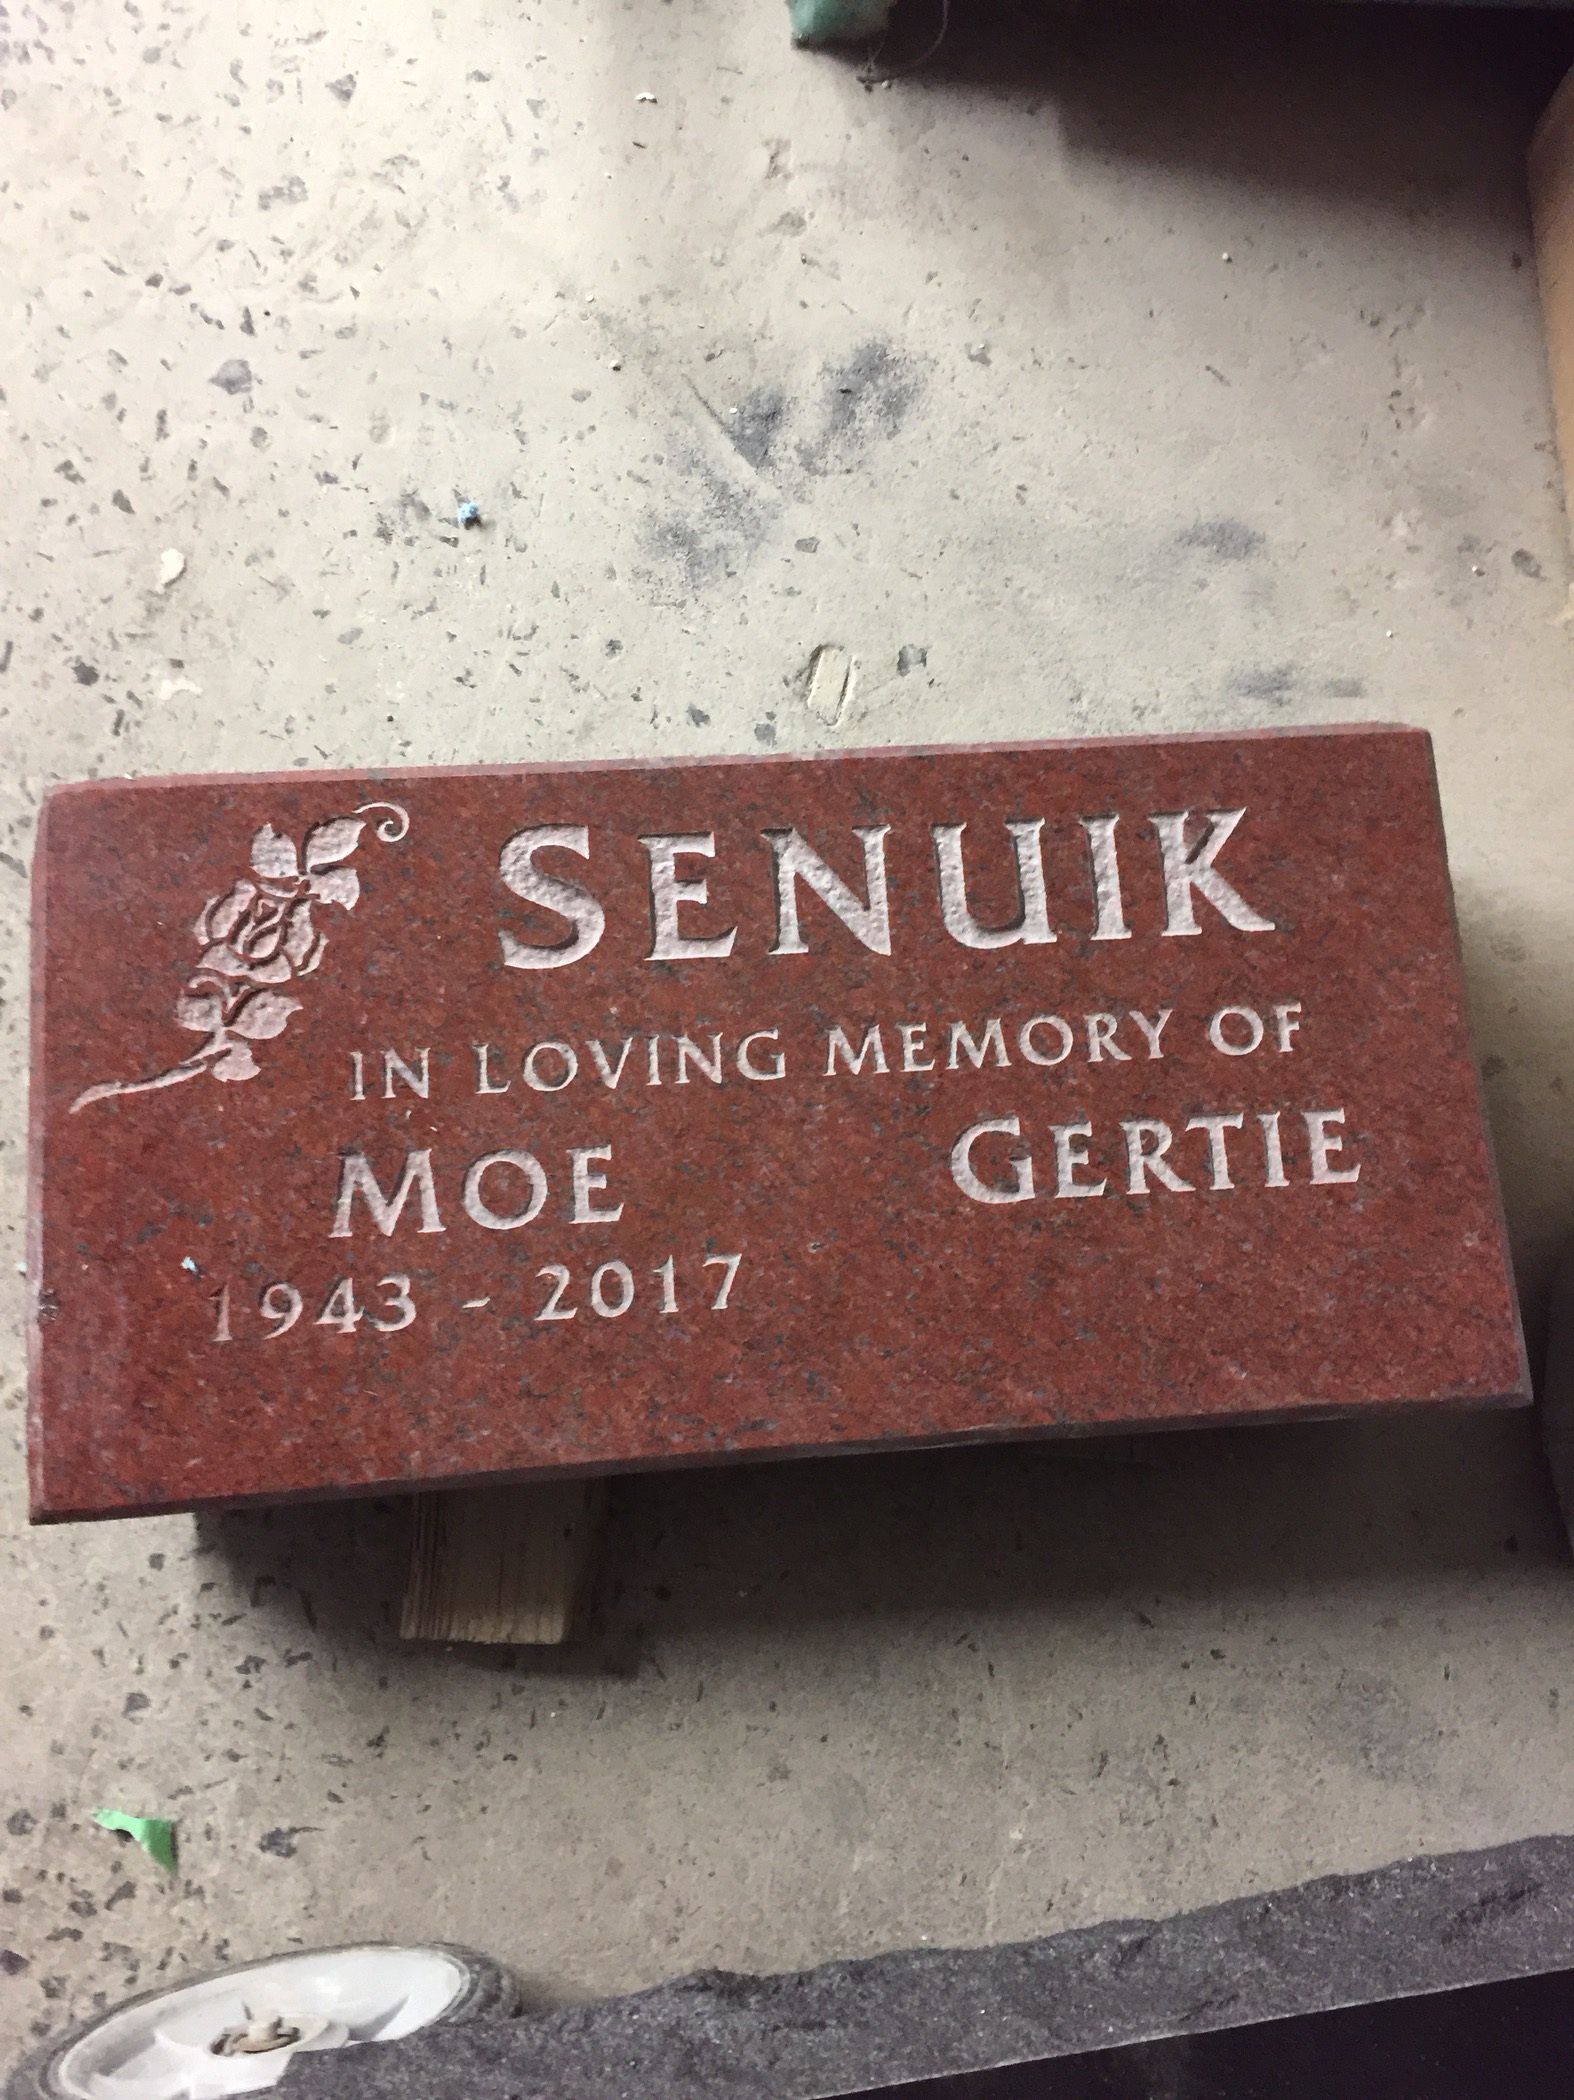 SENUIK
IN LOVING MEMORY OF
MOE GERTIE
1943 - 2017